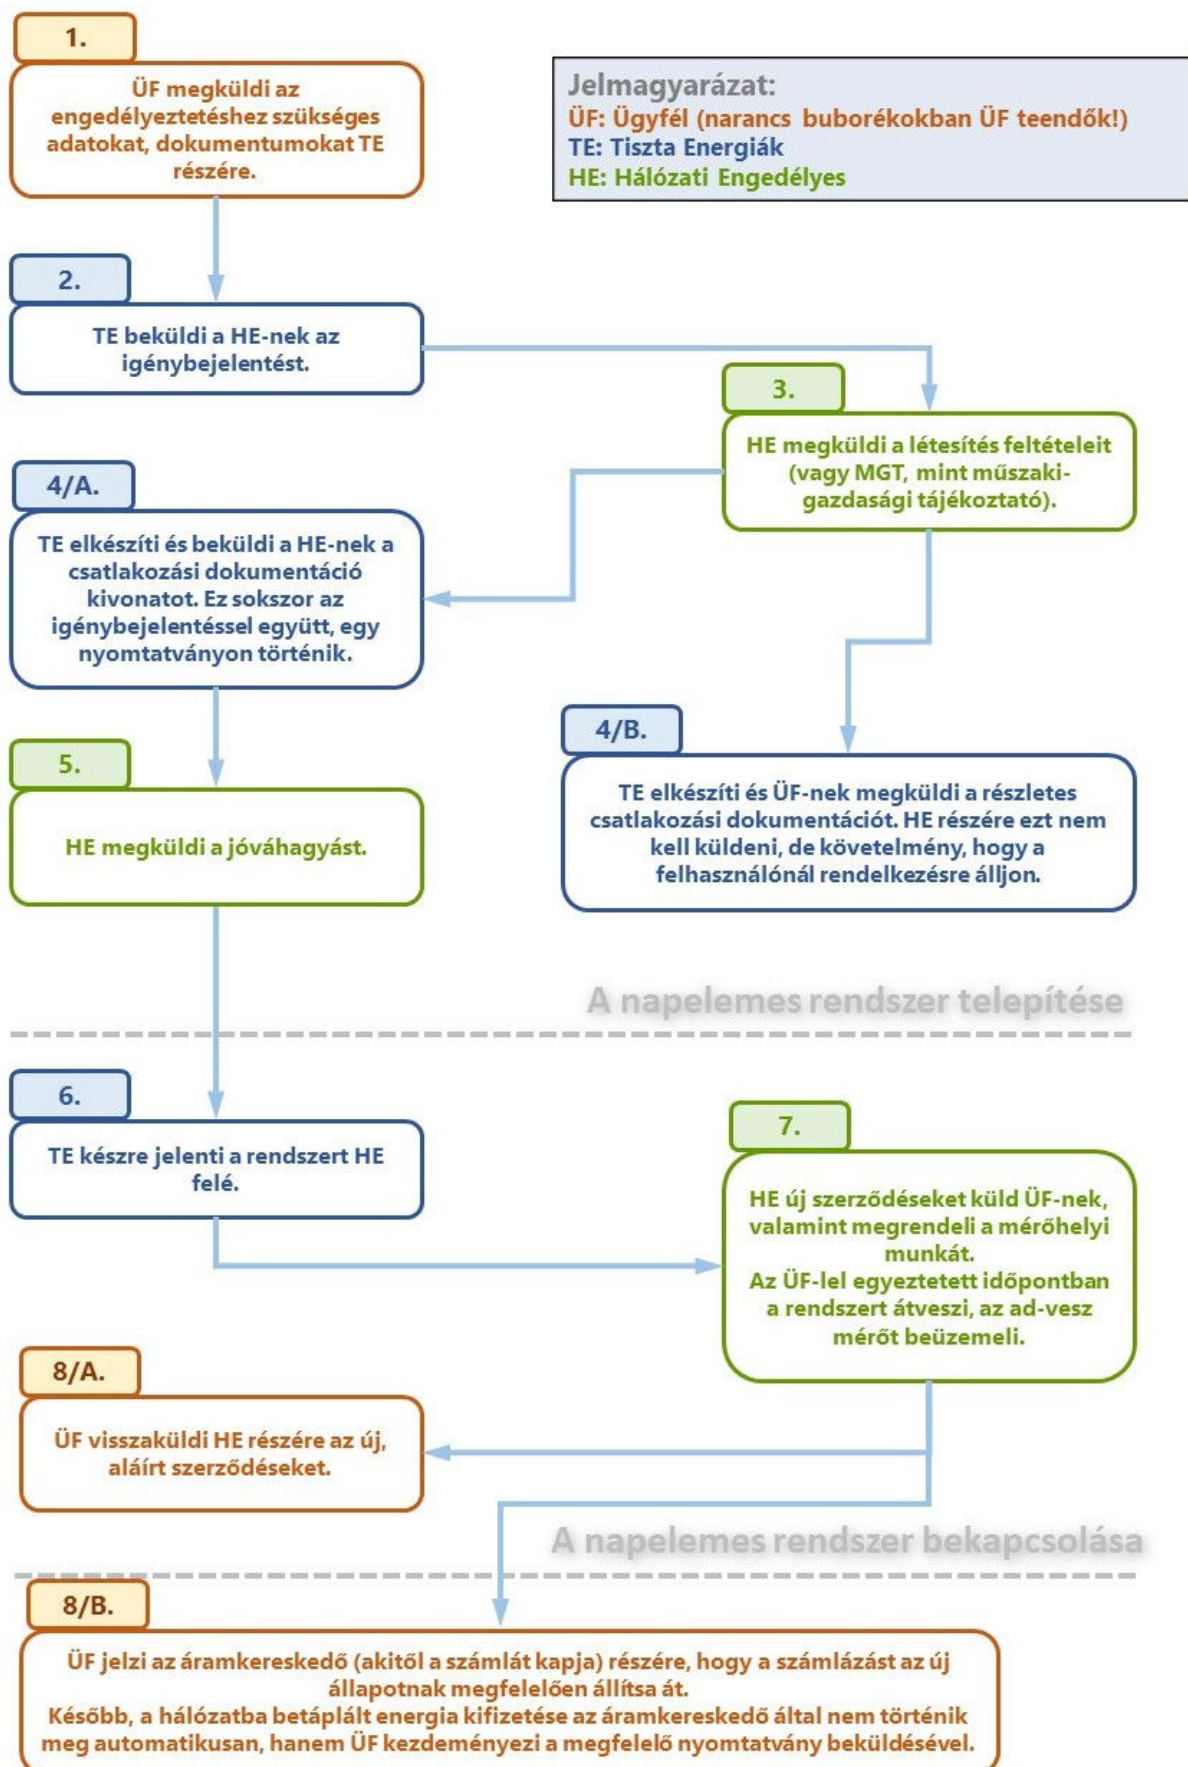 1.
ÜF megküldi az
engedélyeztetéshez szükséges
adatokat, dokumentumokat TE
részére.
Jelmagyarázat:
ÜF: Ügyfél (narancs buborékokban ÜF teendők!)
TE: Tiszta Energiák
HE: Hálózati Engedélyes
2.
TE beküldi a HE-nek az
igénybejelentést.
3.
HE megküldi a létesítés feltételeit
(vagy MGT, mint műszaki-
gazdasági tájékoztató).
4/A.
TE elkészíti és beküldi a HE-nek a
csatlakozási dokumentáció
kivonatot. Ez sokszor az
igénybejelentéssel együtt, egy
nyomtatványon történik.
4/B.
TE elkészíti és ÜF-nek megküldi a részletes
csatlakozási dokumentációt. HE részére ezt nem
kell küldeni, de követelmény, hogy a
felhasználónál rendelkezésre álljon.
5.
HE megküldi a jóváhagyást.
A napelemes rendszer telepítése
6.
TE készre jelenti a rendszert HE
felé.
7.
HE új szerződéseket küld ÜF-nek,
valamint megrendeli a mérőhelyi
munkát.
Az ÜF-lel egyeztetett időpontban
a rendszert átveszi, az ad-vesz
mérőt beüzemeli.
8/A.
ÜF visszaküldi HE részére az új,
aláírt szerződéseket.
A napelemes rendszer bekapcsolása
8/B.
ÜF jelzi az áramkereskedő (akitől a számlát kapja) részére, hogy a számlázást az új
állapotnak megfelelően állítsa át.
Később, a hálózatba betáplált energia kifizetése az áramkereskedő által nem történik
meg automatikusan, hanem ÜF kezdeményezi a megfelelő nyomtatvány beküldésével.